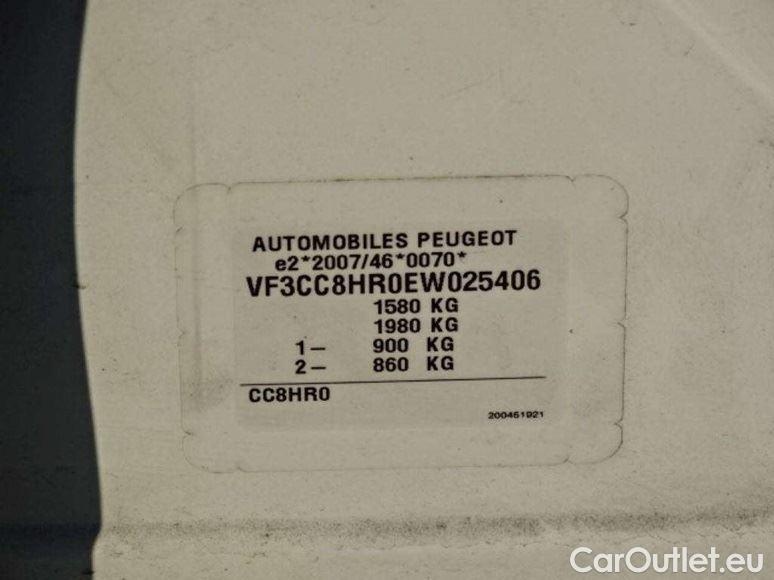 AUTOMOBILES PEUGEOT
e2*2007/46*0070*
VF3CC8HR0EW025406
1580 KG
1980 KG
1– 900 KG
2– 860 KG
CC8HR0
200461921
CarOutlet.eu